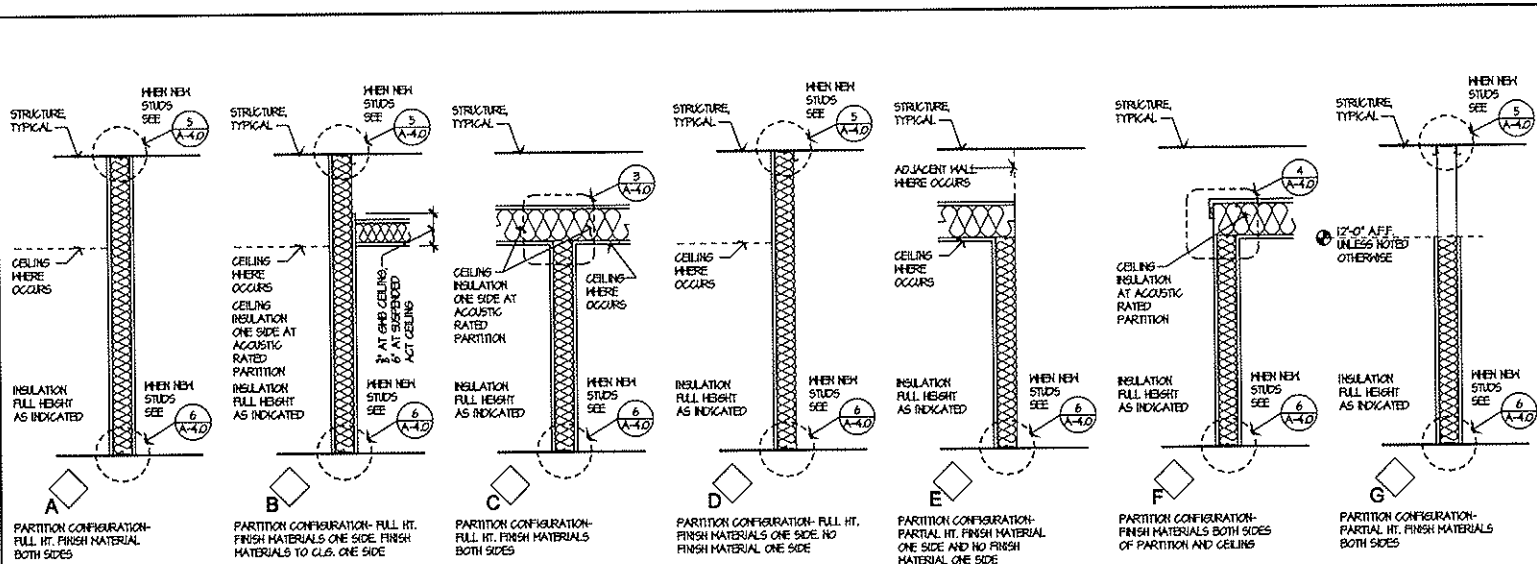 STRUCTURE,
TYPICAL
WHEN NEW
STUDS
SEE
5
A-4.0
CEILING
WHERE
OCCURS
INSULATION
FULL HEIGHT
AS INDICATED
WHEN NEW
STUDS
SEE
6
A-4.0
A
PARTITION CONFIGURATION-
FULL HT. FINISH MATERIAL
BOTH SIDES
STRUCTURE,
TYPICAL
WHEN NEW
STUDS
SEE
5
A-4.0
CEILING
WHERE
OCCURS
CEILING
INSULATION
ONE SIDE AT
ACOUSTIC
RATED
PARTITION
INSULATION
FULL HEIGHT
AS INDICATED
AT GWB CEILING,
6" AT SUSPENDED
ACT CEILING
WHEN NEW
STUDS
SEE
6
A-4.0
B
PARTITION CONFIGURATION- FULL HT.
FINISH MATERIALS ONE SIDE. FINISH
MATERIALS TO CLG. ONE SIDE
STRUCTURE,
TYPICAL
3
A-4.0
CEILING
INSULATION
ONE SIDE AT
ACOUSTIC
RATED
PARTITION
CEILING
WHERE
OCCURS
INSULATION
FULL HEIGHT
AS INDICATED
WHEN NEW
STUDS
SEE
6
A-4.0
C
PARTITION CONFIGURATION-
FULL HT. FINISH MATERIALS
BOTH SIDES
STRUCTURE,
TYPICAL
WHEN NEW
STUDS
SEE
5
A-4.0
CEILING
WHERE
OCCURS
INSULATION
FULL HEIGHT
AS INDICATED
WHEN NEW
STUDS
SEE
6
A-4.0
D
PARTITION CONFIGURATION- FULL HT.
FINISH MATERIALS ONE SIDE. NO
FINISH MATERIAL ONE SIDE
STRUCTURE,
TYPICAL
ADJACENT WALL
WHERE OCCURS
CEILING
WHERE
OCCURS
INSULATION
FULL HEIGHT
AS INDICATED
WHEN NEW
STUDS
SEE
6
A-4.0
E
PARTITION CONFIGURATION-
PARTIAL HT. FINISH MATERIAL
ONE SIDE AND NO FINISH
MATERIAL ONE SIDE
STRUCTURE,
TYPICAL
4
A-4.0
CEILING
INSULATION
AT ACOUSTIC
RATED
PARTITION
INSULATION
FULL HEIGHT
AS INDICATED
WHEN NEW
STUDS
SEE
6
A-4.0
F
PARTITION CONFIGURATION-
FINISH MATERIALS BOTH SIDES
OF PARTITION AND CEILING
STRUCTURE,
TYPICAL
WHEN NEW
STUDS
SEE
5
A-4.0
12'-0" A.F.F.
UNLESS NOTED
OTHERWISE
INSULATION
FULL HEIGHT
AS INDICATED
WHEN NEW
STUDS
SEE
6
A-4.0
G
PARTITION CONFIGURATION-
PARTIAL HT. FINISH MATERIALS
BOTH SIDES